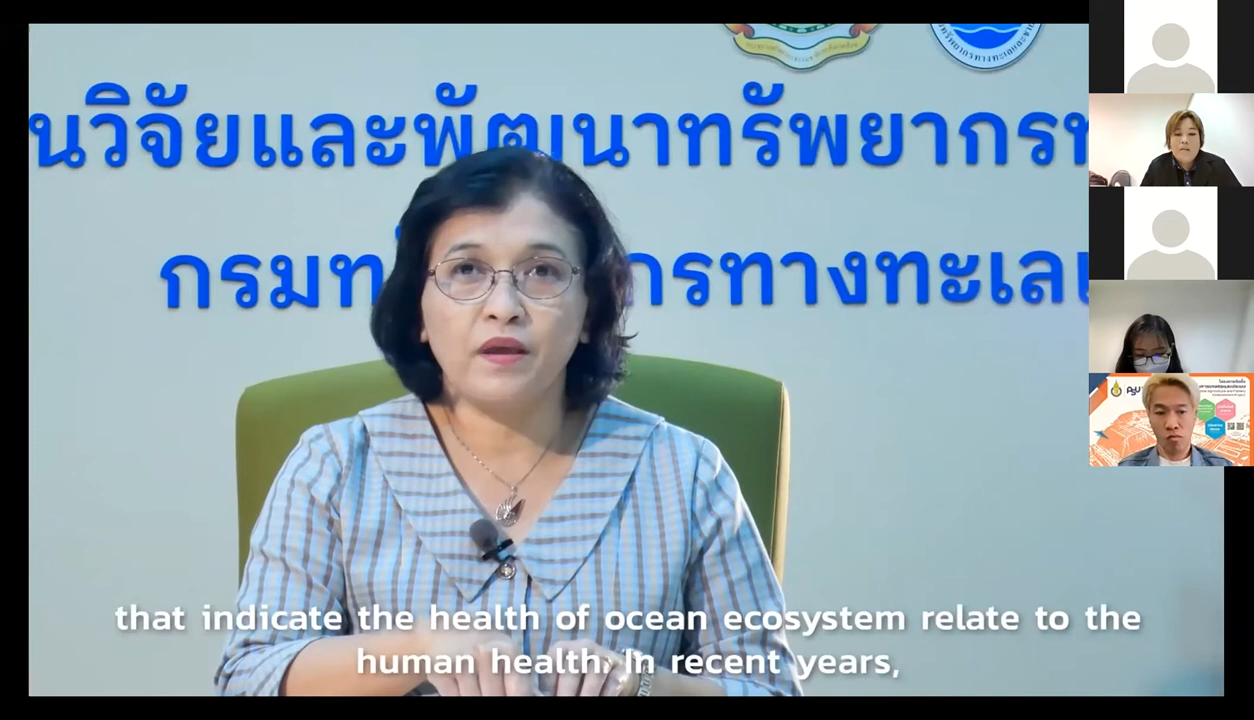 นวิจัยและพัฒนาทรัพยากรท
กรมท
กรทางทะเลแ
that indicate the health of ocean ecosystem relate to the
human health. In recent years,